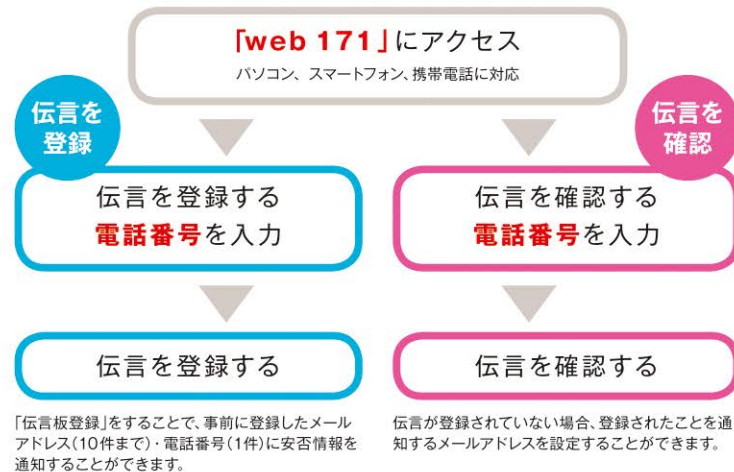 「web 171」にアクセス
パソコン、スマートフォン、携帯電話に対応
伝言を
登録
伝言を登録する
電話番号を入力
伝言を登録する
「伝言板登録」をすることで、事前に登録したメール
アドレス(10件まで)・電話番号(1件)に安否情報を
通知することができます。
伝言を
確認
伝言を確認する
電話番号を入力
伝言を確認する
伝言が登録されていない場合、登録されたことを通
知するメールアドレスを設定することができます。